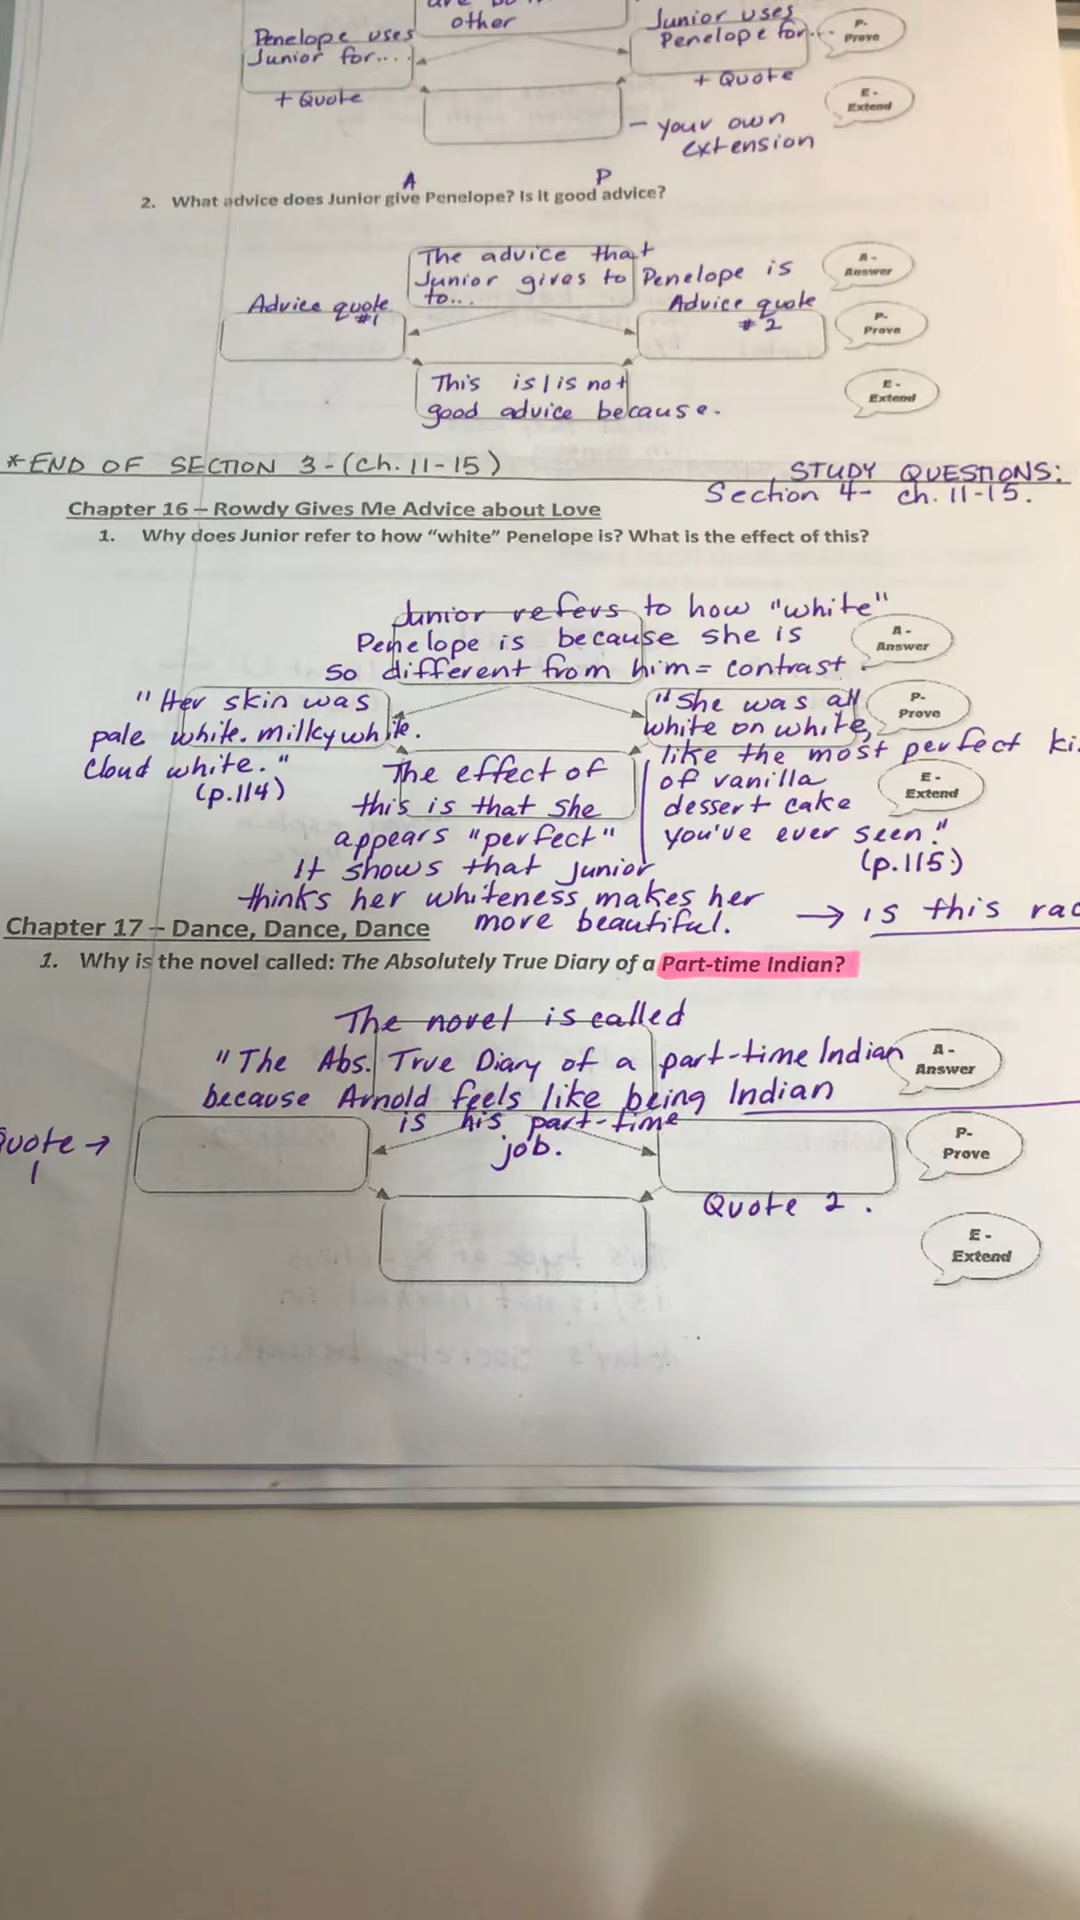 other
Penelope uses
Junior for....
+ Quote
Junior uses
Penelope for...
+ Quote
P-
Prove
E-
Extend
- your own
extension
A P
2. What advice does Junior give Penelope? Is it good advice?
The advice that
Junior gives to Penelope is
to...
A-
Answer
Advice quote
#1
Advice quote
#2
P-
Prove
This is/is not
good advice because.
E-
Extend
*END OF SECTION 3-(Ch. 11-15)
STUDY QUESTIONS:
Section 4- ch. 11-15.
Chapter 16 – Rowdy Gives Me Advice about Love
1. Why does Junior refer to how “white” Penelope is? What is the effect of this?
Junior refers to how "white"
Penelope is because she is
so different from him = contrast.
A-
Answer
"Her skin was
pale white. milky white.
Cloud white."
(p.114)
"She was all
white on white,
like the most perfect
of vanilla
dessert cake
you've ever seen."
(p.115)
P-
Prove
The effect of
this is that she
appears "perfect"
It shows that Junior
thinks her whiteness makes her
more beautiful.
E-
Extend
→ is this
Chapter 17 – Dance, Dance, Dance
1. Why is the novel called: The Absolutely True Diary of a Part-time Indian?
The novel is called
"The Abs. True Diary of a part-time Indian
because Arnold feels like being Indian
is his part-time
job.
A-
Answer
Quote →
1
P-
Prove
Quote 2.
E-
Extend